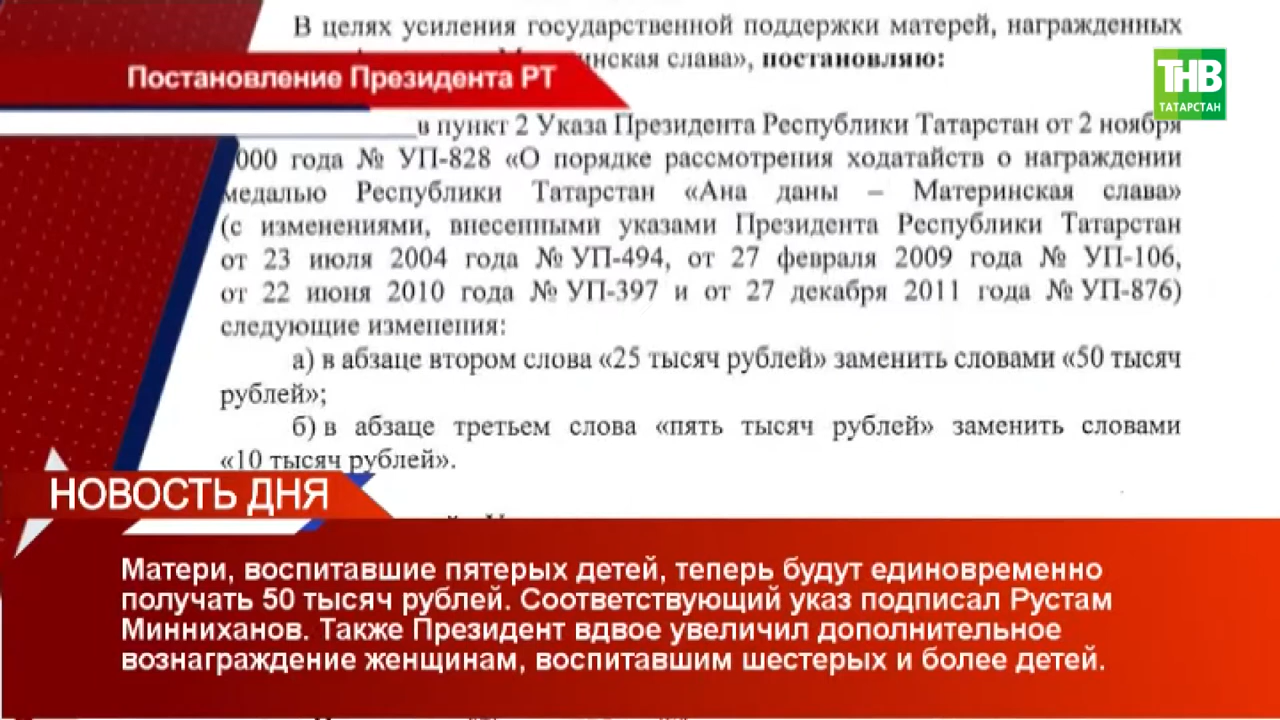 В целях усиления государственной поддержки матерей, награжденных
слава», постановляю:
Постановление Президента РТ
ТНВ
ТАТАРСТАН
в пункт 2 Указа Президента Республики Татарстан от 2 ноября
000 года № УП-828 «О порядке рассмотрения ходатайств о награждении
медалью Республики Татарстан «Ана даны – Материнская слава»
(с изменениями, внесенными указами Президента Республики Татарстан
от 23 июля 2004 года № УП-494, от 27 февраля 2009 года № УП-106,
от 22 июня 2010 года № УП-397 и от 27 декабря 2011 года № УП-876)
следующие изменения:
а) в абзаце втором слова «25 тысяч рублей» заменить словами «50 тысяч
рублей»;
б) в абзаце третьем слова «пять тысяч рублей» заменить словами
«10 тысяч рублей».
НОВОСТЬ ДНЯ
Матери, воспитавшие пятерых детей, теперь будут единовременно
получать 50 тысяч рублей. Соответствующий указ подписал Рустам
Минниханов. Также Президент вдвое увеличил дополнительное
вознаграждение женщинам, воспитавшим шестерых и более детей.